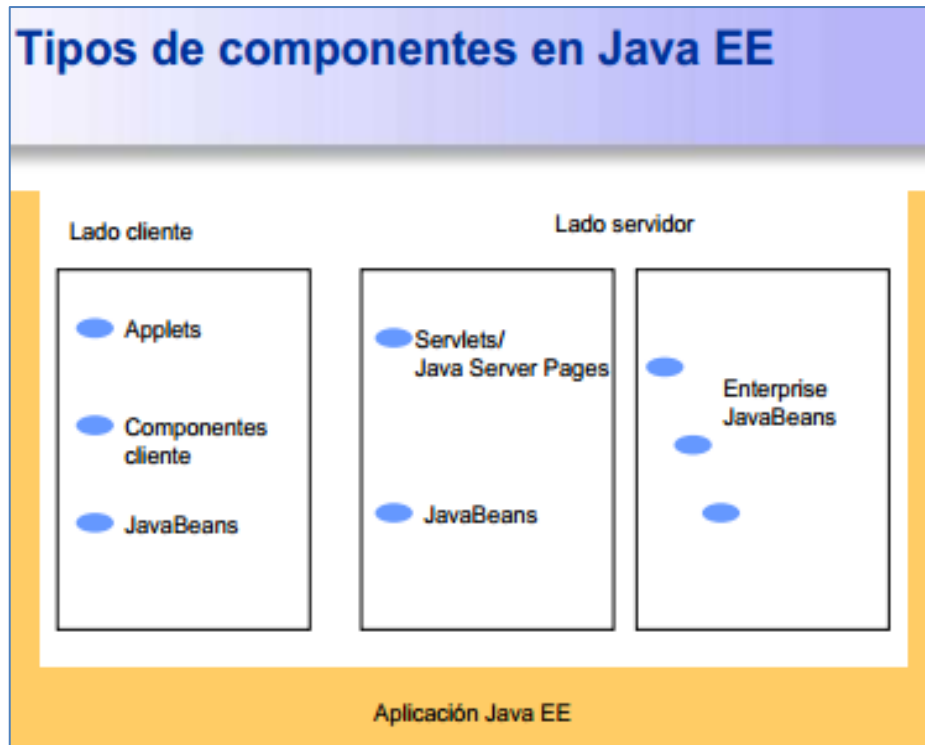 Tipos de componentes en Java EE
Lado cliente
Applets
Componentes
cliente
JavaBeans
Lado servidor
Servlets/
Java Server Pages
JavaBeans
Enterprise
JavaBeans
Aplicación Java EE